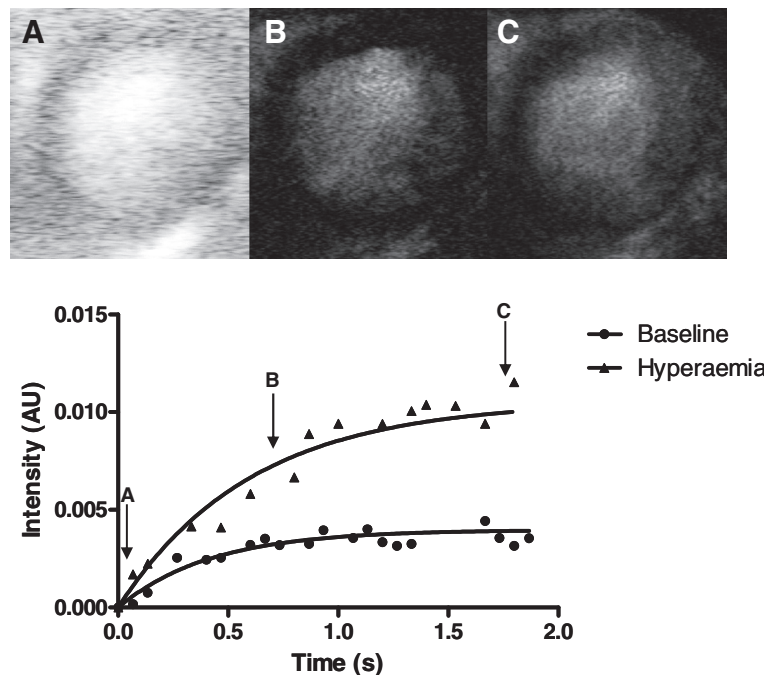 A B C
0.015
0.010
0.005
0.000
Intensity (AU)
A
B
C
Baseline
Hyperaemia
0.0 0.5 1.0 1.5 2.0
Time (s)